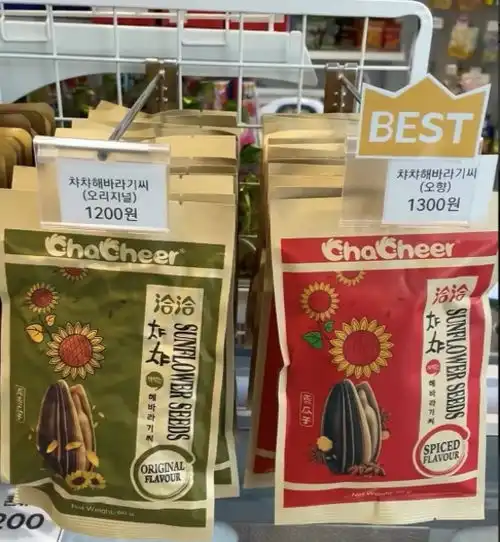 차차해바라기씨
(오리지널)
1200원
BEST
차차해바라기씨
(오향)
1300원
ChaCheer
洽洽
차차
해바라기씨
SUNFLOWER SEEDS
ORIGINAL
FLAVOUR
Net Weight:
ChaCheer
洽洽
차차
해바라기씨
SUNFLOWER SEEDS
SPICED
FLAVOUR
200